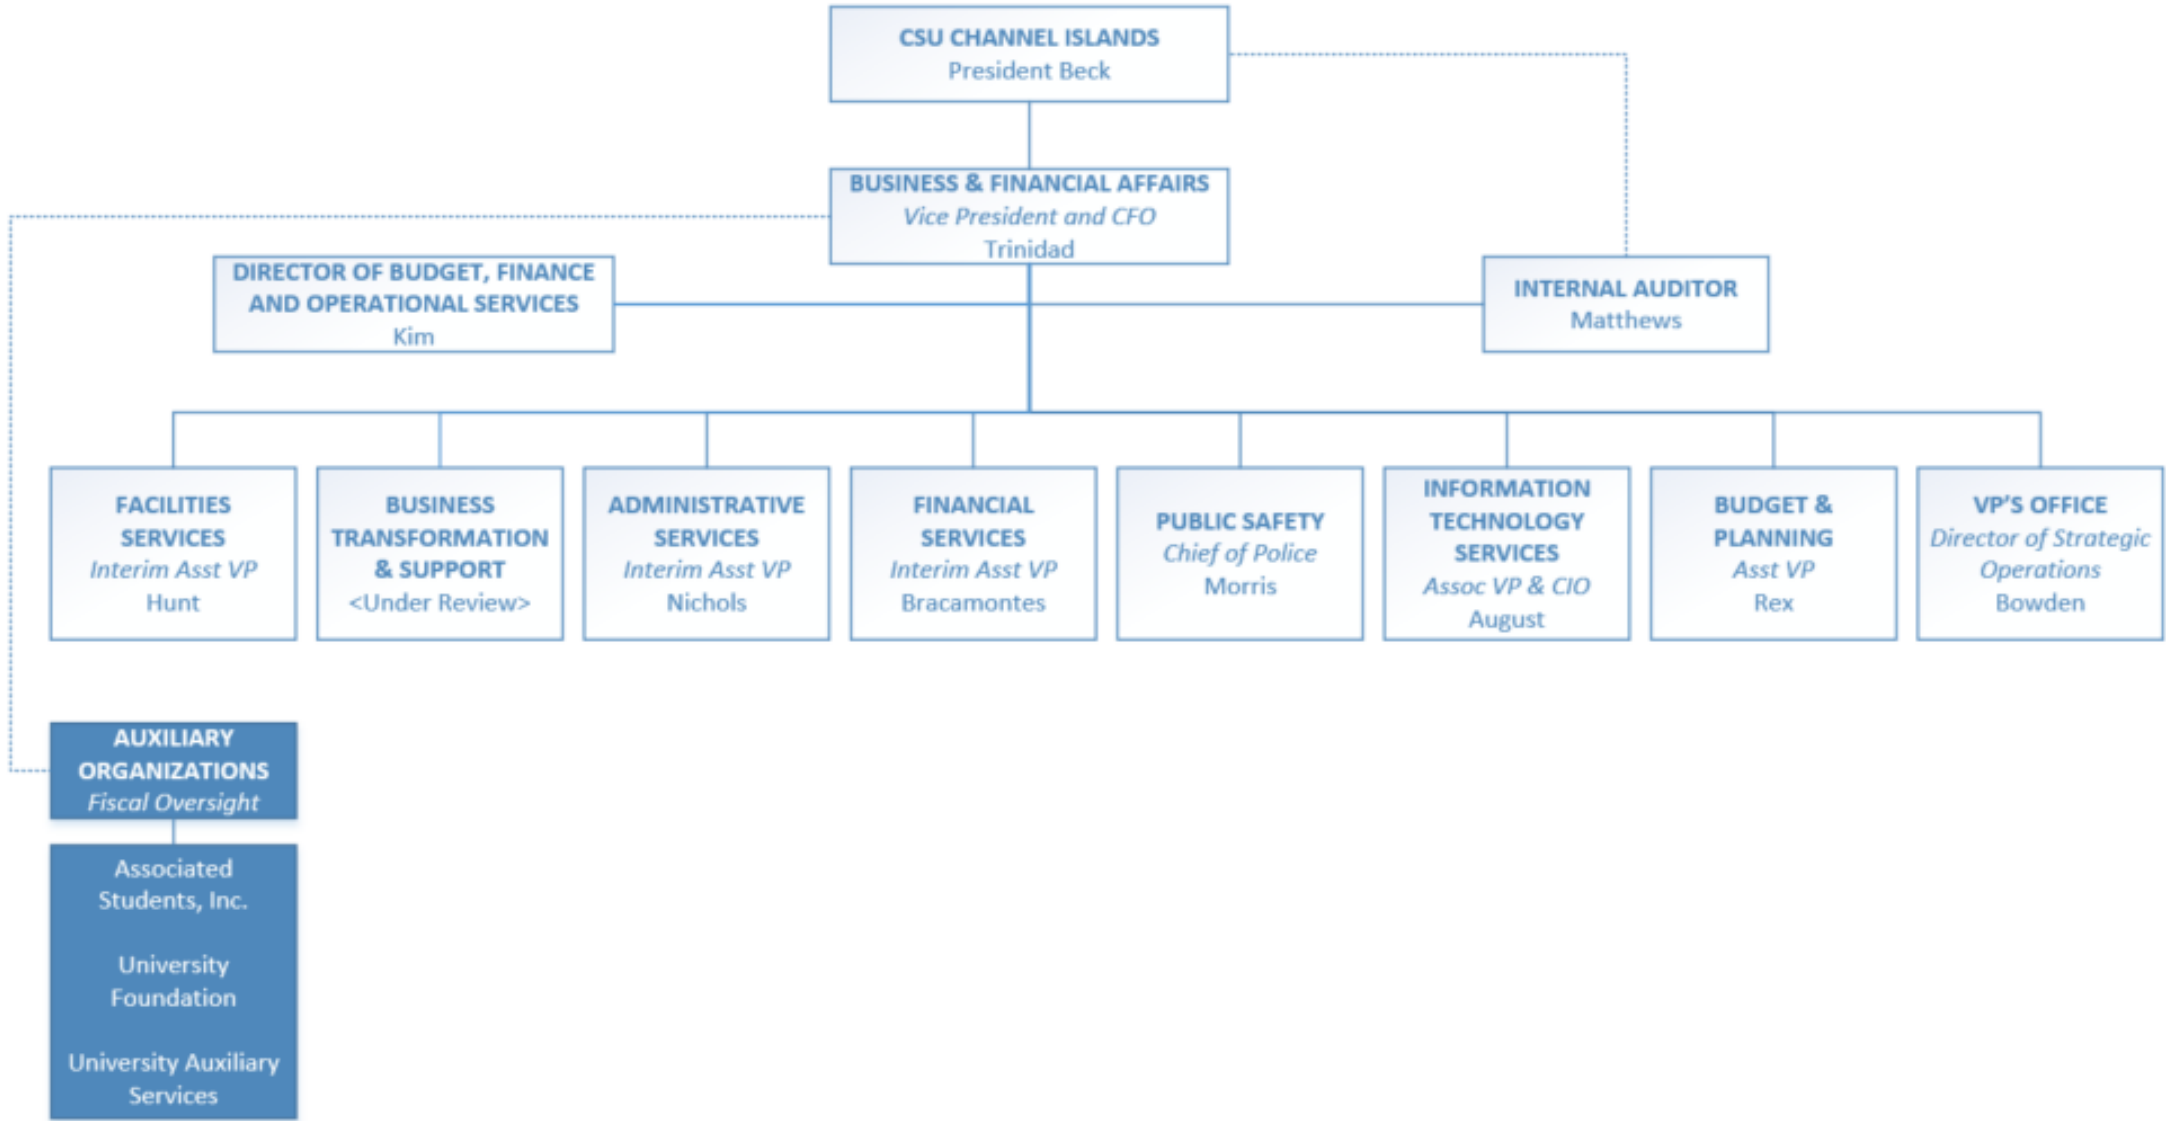 CSU CHANNEL ISLANDS
President Beck
BUSINESS & FINANCIAL AFFAIRS
Vice President and CFO
Trinidad
DIRECTOR OF BUDGET, FINANCE
AND OPERATIONAL SERVICES
Kim
INTERNAL AUDITOR
Matthews
FACILITIES
SERVICES
Interim Asst VP
Hunt
BUSINESS
TRANSFORMATION
& SUPPORT
<Under Review>
ADMINISTRATIVE
SERVICES
Interim Asst VP
Nichols
FINANCIAL
SERVICES
Interim Asst VP
Bracamontes
PUBLIC SAFETY
Chief of Police
Morris
INFORMATION
TECHNOLOGY
SERVICES
Assoc VP & CIO
August
BUDGET &
PLANNING
Asst VP
Rex
VP'S OFFICE
Director of Strategic
Operations
Bowden
AUXILIARY
ORGANIZATIONS
Fiscal Oversight
Associated
Students, Inc.
University
Foundation
University Auxiliary
Services